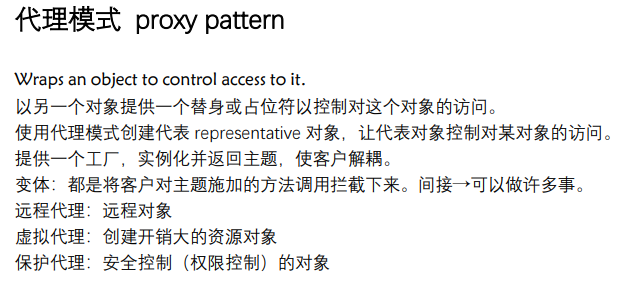 代理模式 proxy pattern
Wraps an object to control access to it.
以另一个对象提供一个替身或占位符以控制对这个对象的访问。
使用代理模式创建代表 representative 对象，让代表对象控制对某对象的访问。
提供一个工厂，实例化并返回主题，使客户解耦。
变体：都是将客户对主题施加的方法调用拦截下来。间接→可以做许多事。
远程代理：远程对象
虚拟代理：创建开销大的资源对象
保护代理：安全控制（权限控制）的对象